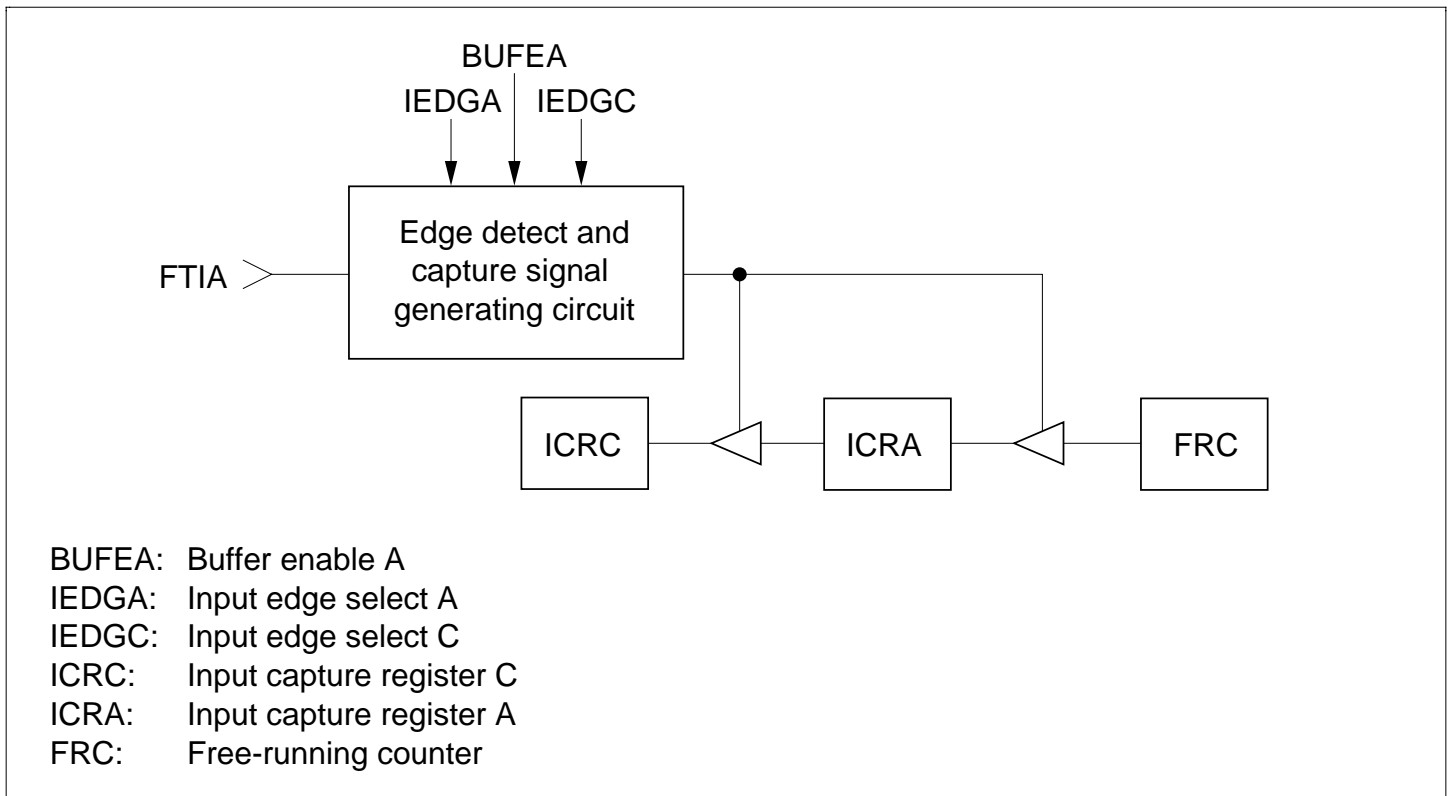 BUFEA
IEDGA IEDGC
Edge detect and
capture signal
generating circuit
FTIA
ICRC ICRA FRC
BUFEA: Buffer enable A
IEDGA: Input edge select A
IEDGC: Input edge select C
ICRC: Input capture register C
ICRA: Input capture register A
FRC: Free-running counter